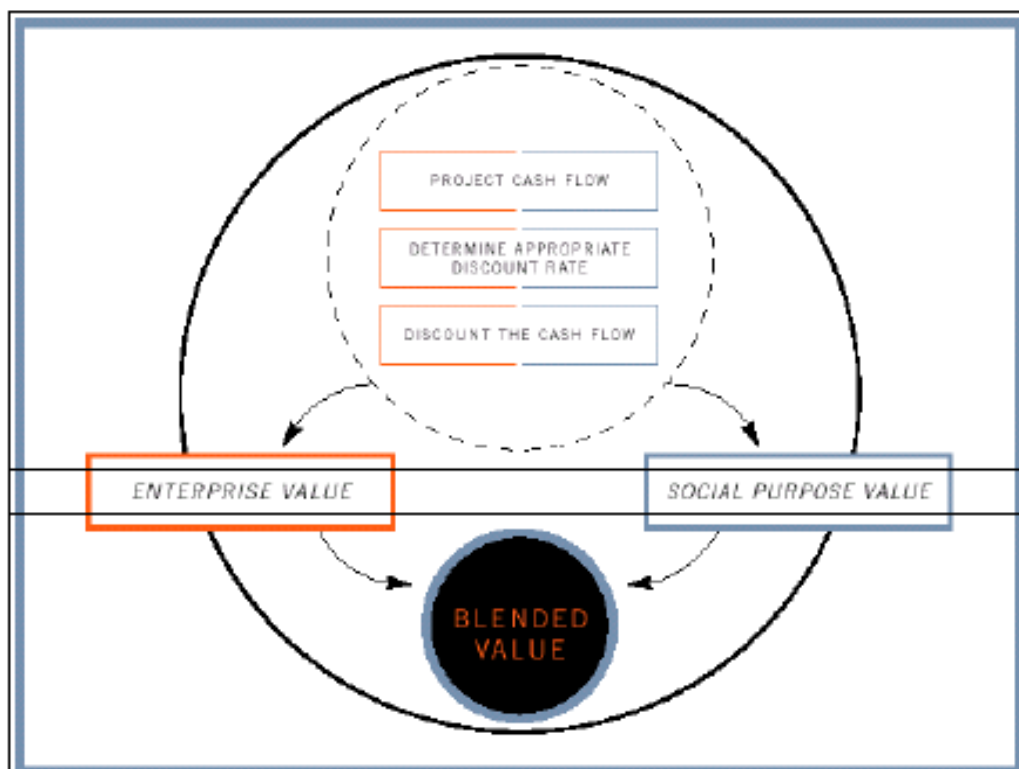 PROJECT CASH FLOW
DETERMINE APPROPRIATE
DISCOUNT RATE
DISCOUNT THE CASH FLOW
ENTERPRISE VALUE
SOCIAL PURPOSE VALUE
BLENDED
VALUE